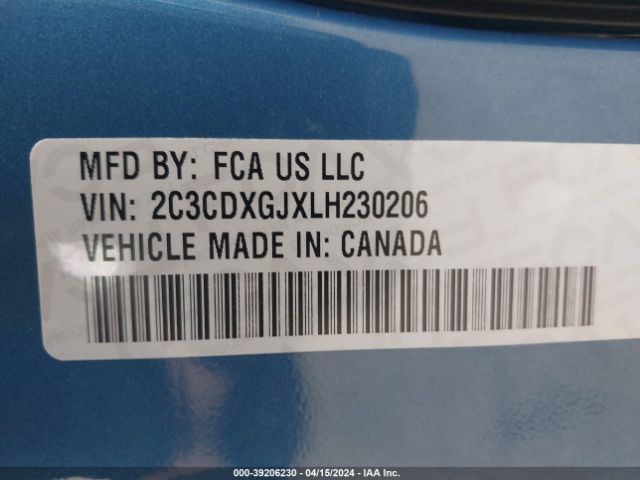 MFD BY: FCA US LLC
VIN: 2C3CDXGJXLH230206
VEHICLE MADE IN: CANADA
000-39206230 - 04/15/2024 - IAA Inc.